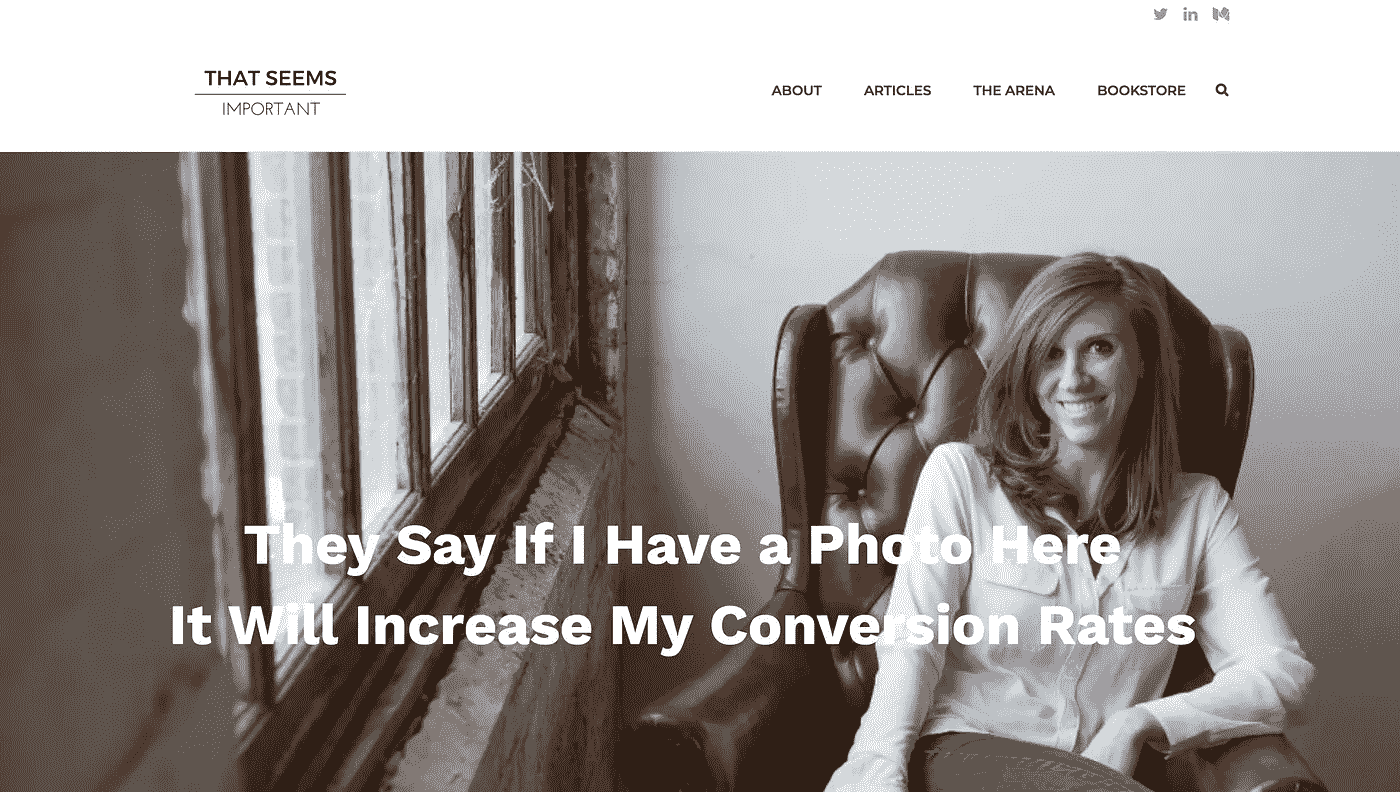 THAT SEEMS
IMPORTANT
ABOUT ARTICLES THE ARENA BOOKSTORE
They Say If I Have a Photo Here
It Will Increase My Conversion Rates